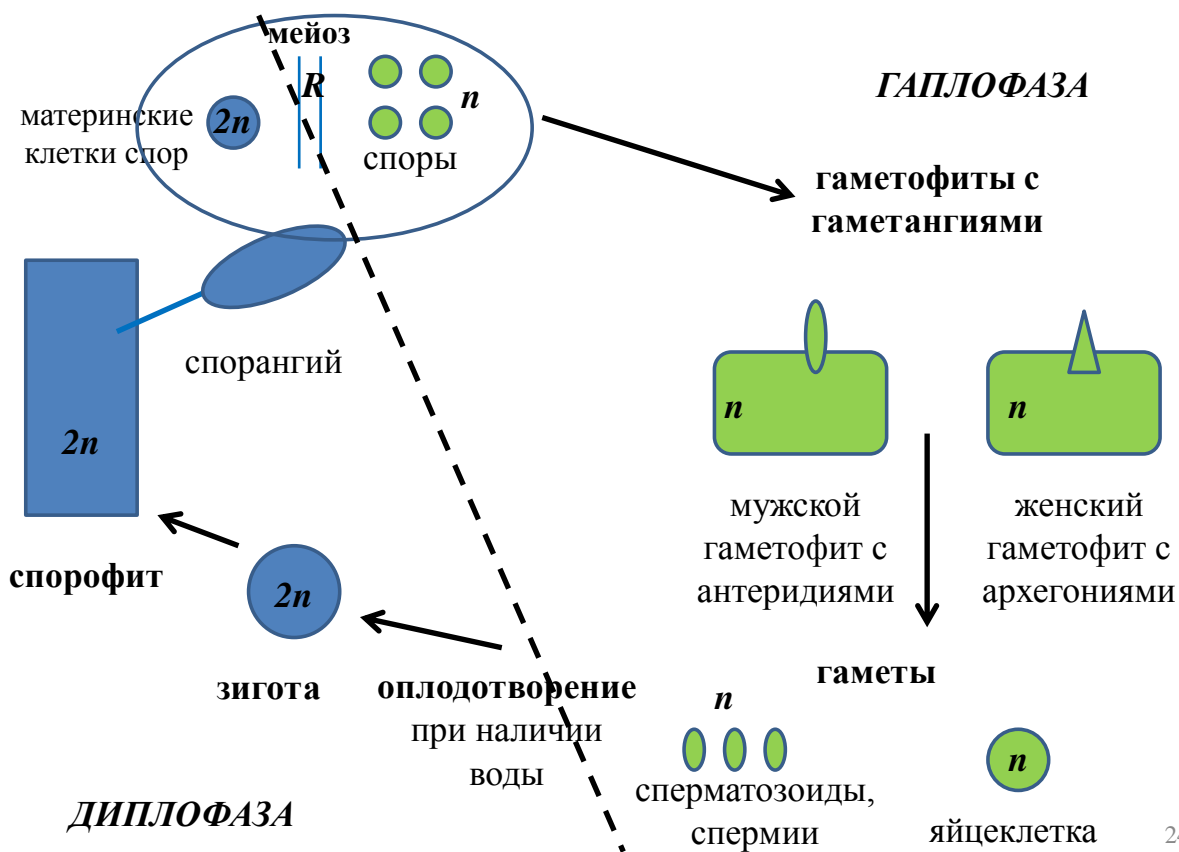 мейоз
R
ГАПЛОФАЗА
материнские
клетки спор
2n
n
споры
гаметофиты с
гаметангиями
спорангий
2n
n
n
мужской
гаметофит с
антеридиями
женский
гаметофит с
архегониями
спорофит
2n
зигота
оплодотворение
при наличии
воды
гаметы
n
сперматозоиды,
спермии
n
яйцеклетка
ДИПЛОФАЗА